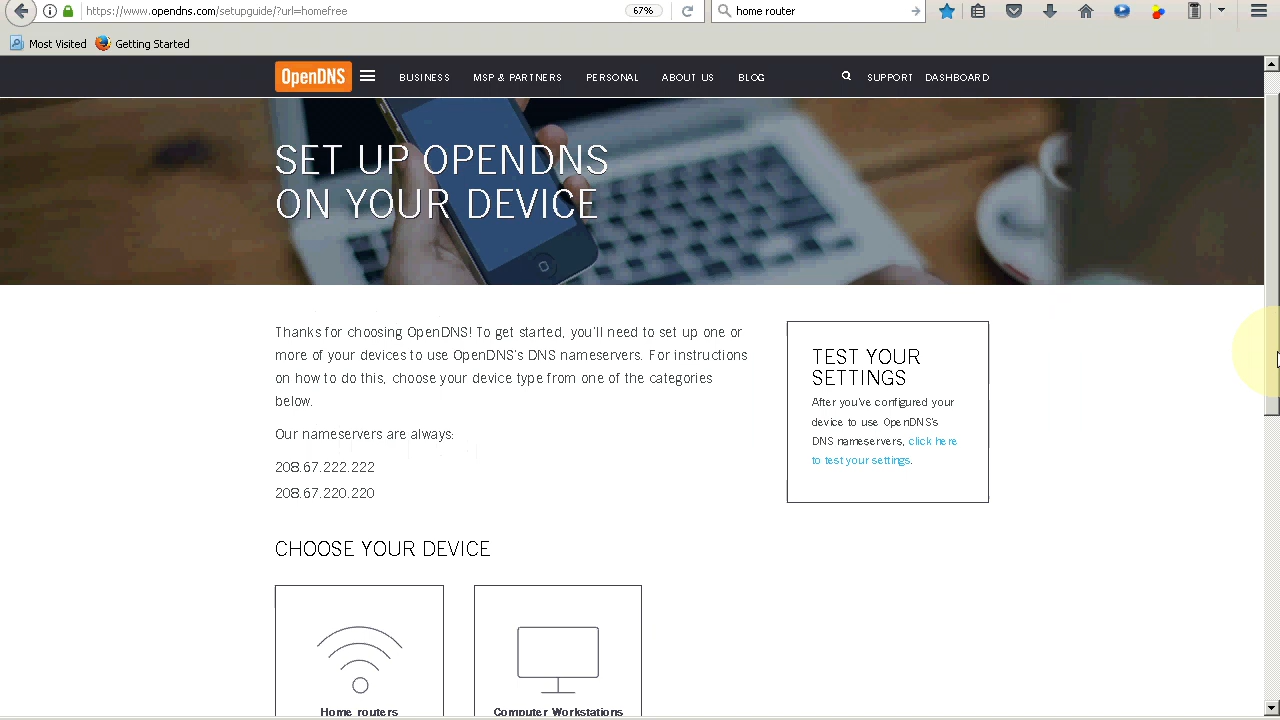 https://www.opendns.com/setupguide/?url=homefree
67%
home router
Most Visited
Getting Started
OpenDNS
BUSINESS
MSP & PARTNERS
PERSONAL
ABOUT US
BLOG
SUPPORT
DASHBOARD
SET UP OPENDNS
ON YOUR DEVICE
Thanks for choosing OpenDNS! To get started, you'll need to set up one or
more of your devices to use OpenDNS's DNS nameservers. For instructions
on how to do this, choose your device type from one of the categories
below.
Our nameservers are always:
208.67.222.222
208.67.220.220
TEST YOUR
SETTINGS
After you've configured your
device to use OpenDNS's
DNS nameservers, click here
to test your settings.
CHOOSE YOUR DEVICE
Home routers
Computer Workstations